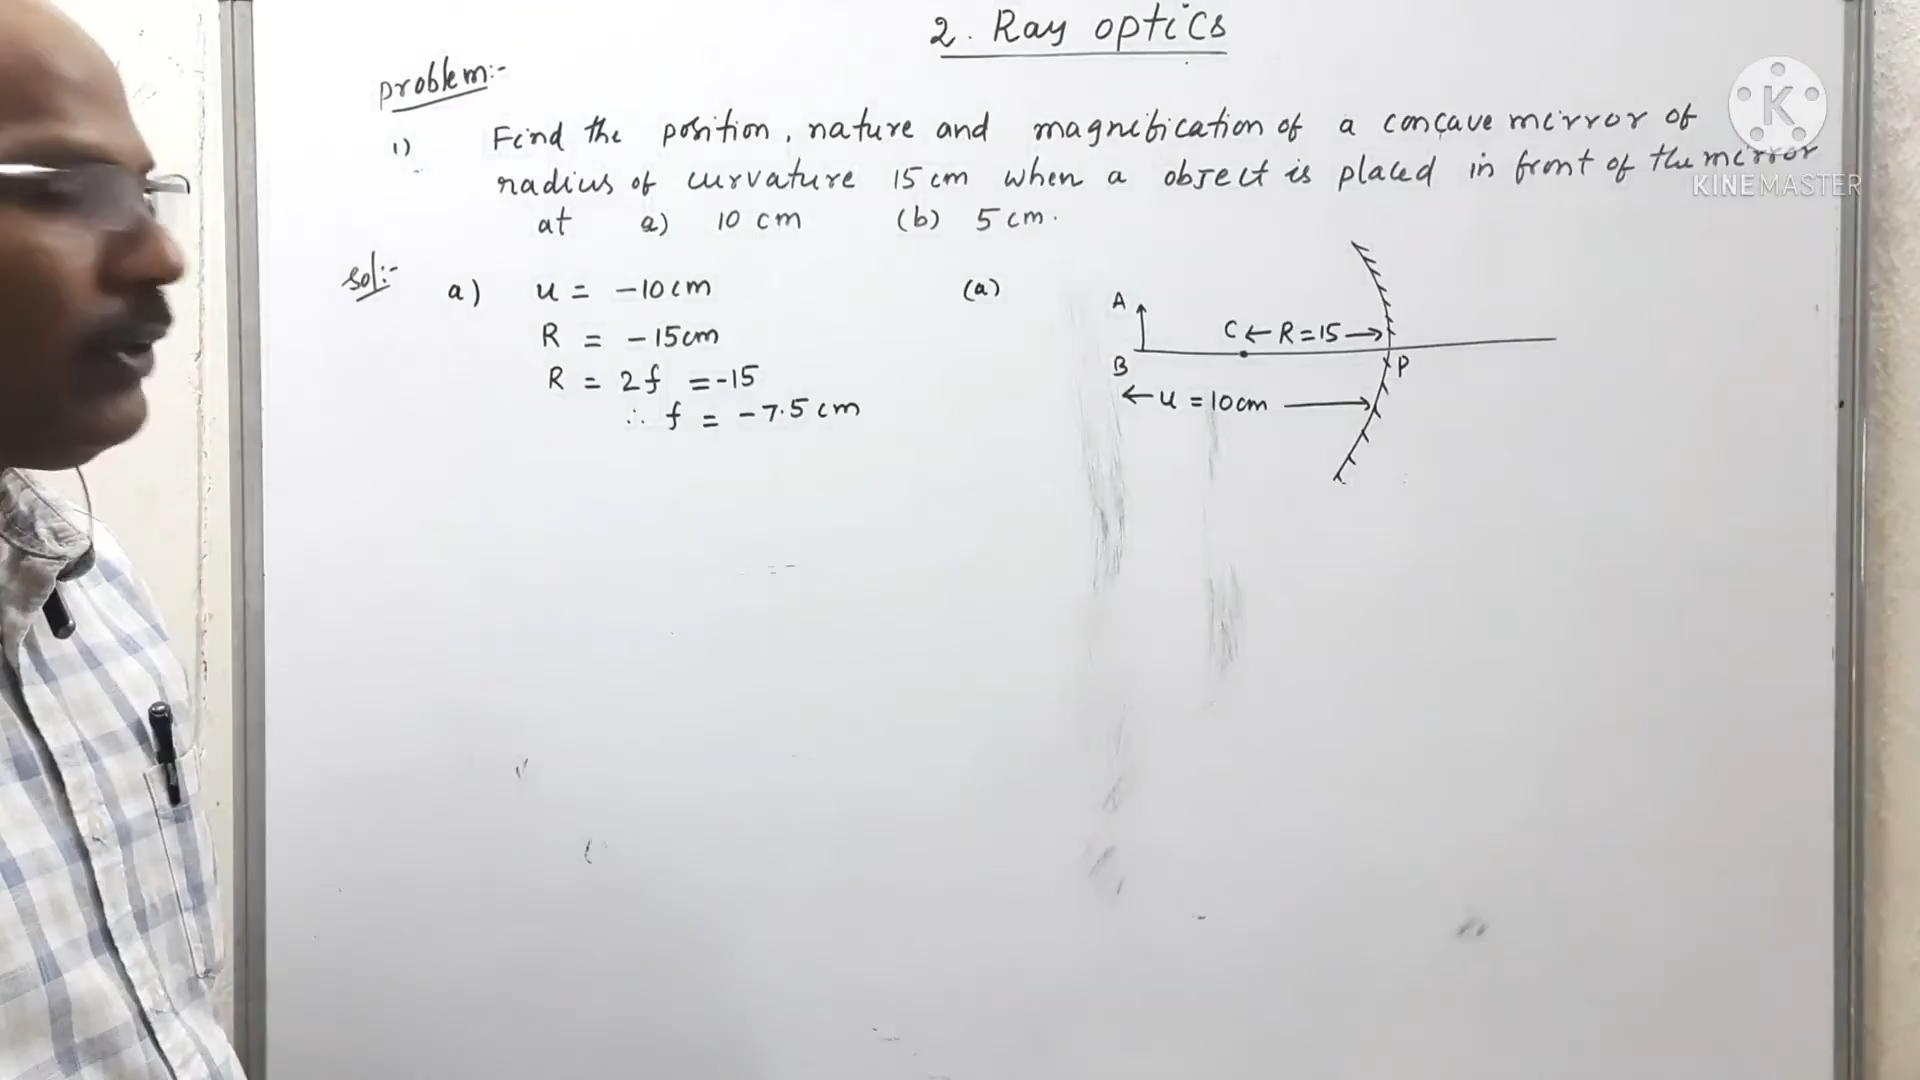 2. Ray optics
problem:-
1) Find the position, nature and magnification of a concave mirror of
radius of curvature 15 cm when a object is placed in front of the mirror
at a) 10 cm (b) 5 cm.
sol:- a) u = -10 cm
R = -15cm
R = 2f = -15
∴ f = -7.5 cm
(a)
A
C ← R = 15 →
B P
← u = 10cm →
K
KINEMASTER